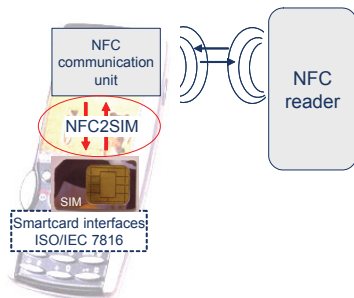 NFC
communication
unit
NFC
reader
NFC2SIM
SIM
Smartcard interfaces
ISO/IEC 7816